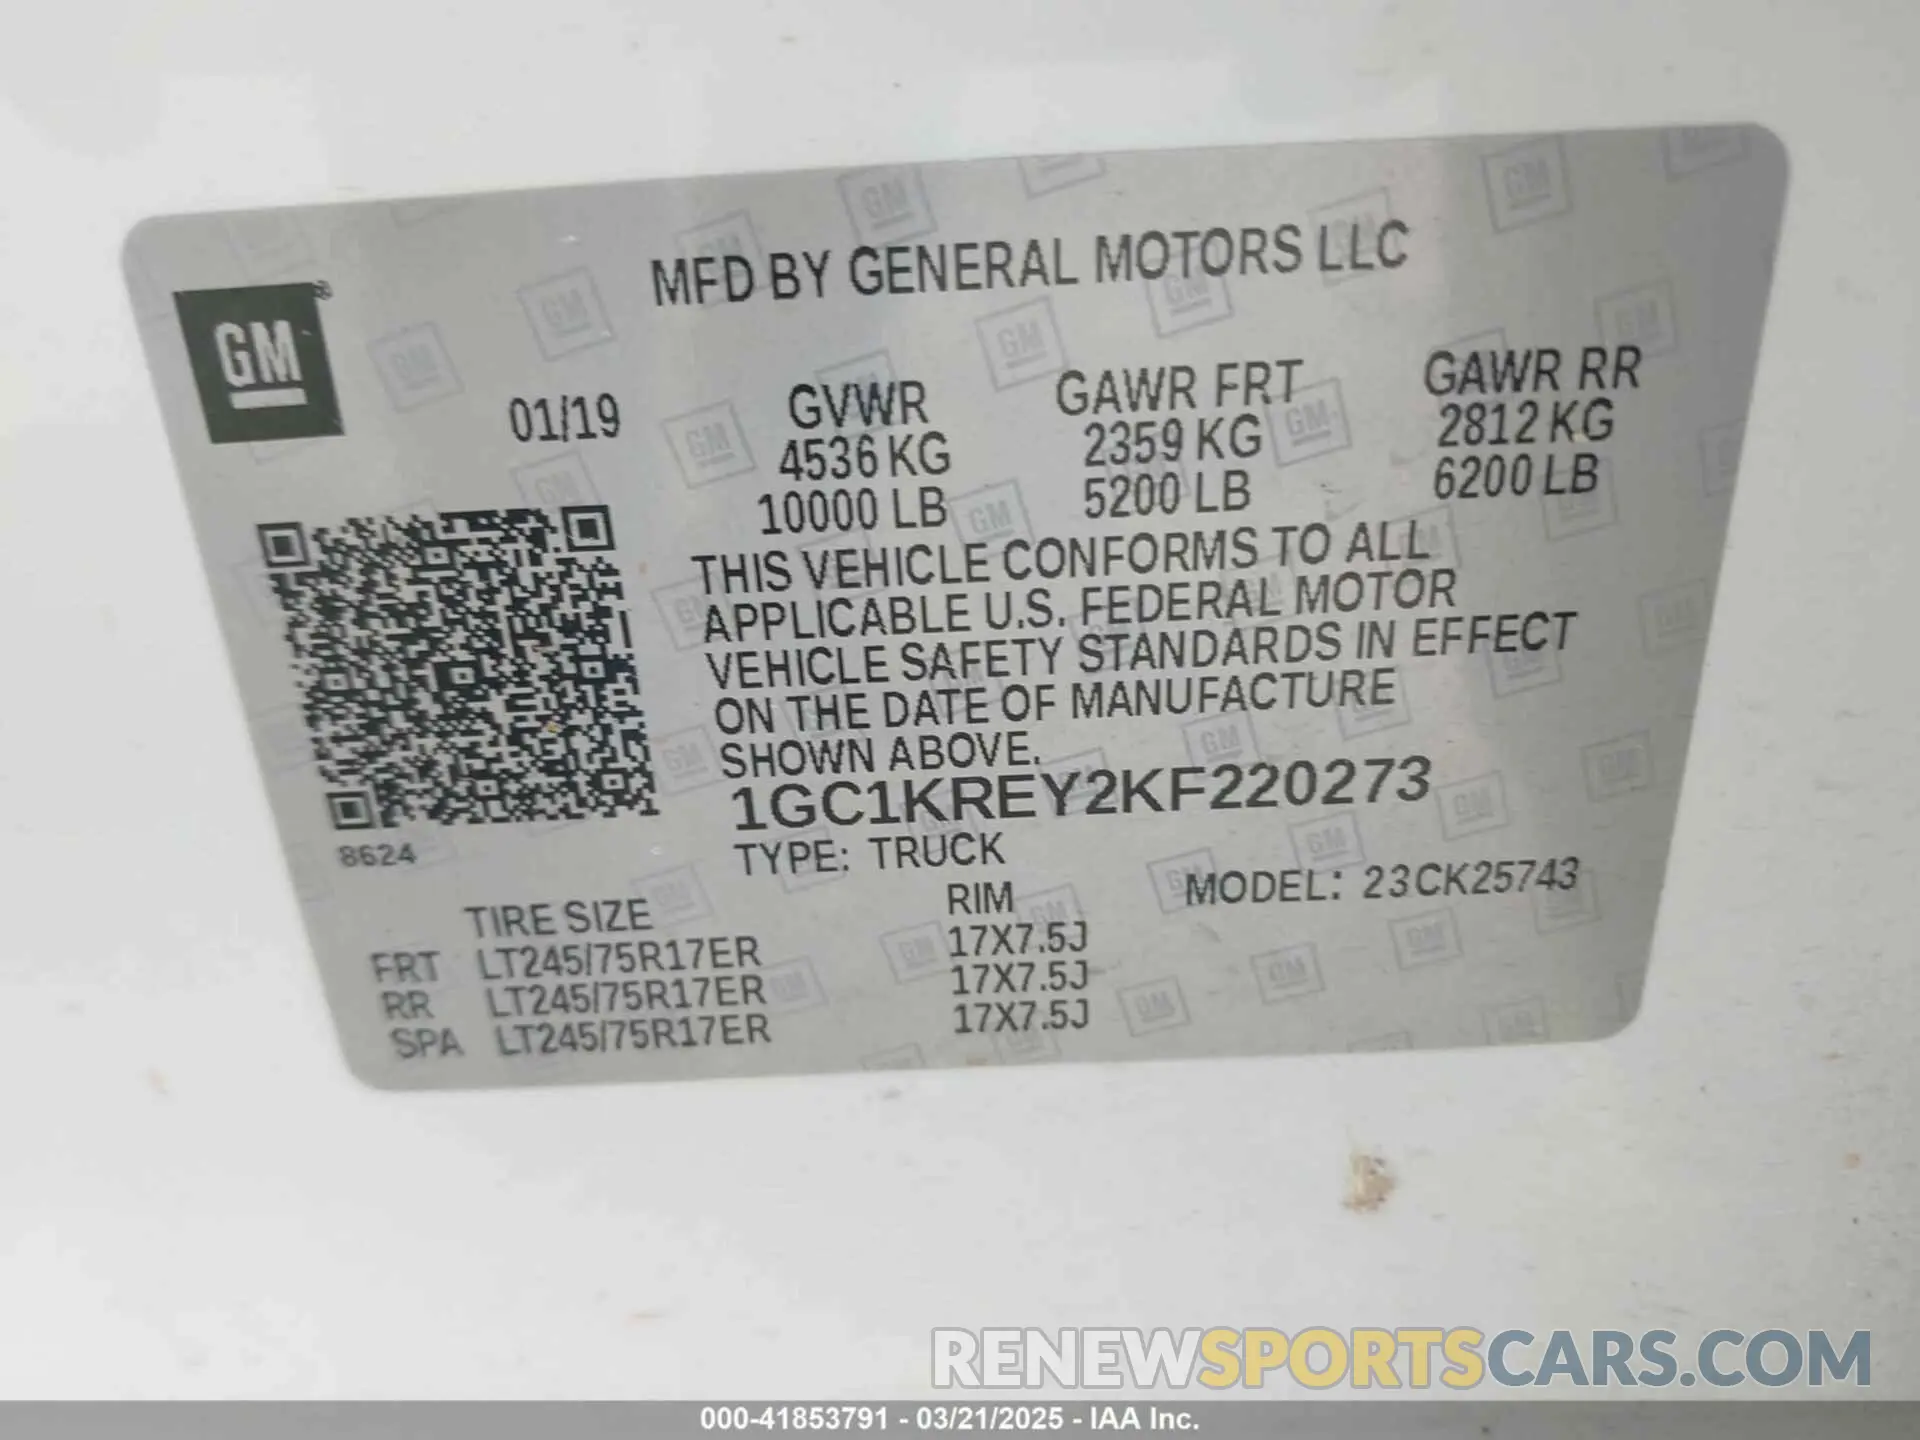 MFD BY GENERAL MOTORS LLC
GM ®
01/19 GVWR GAWR FRT GAWR RR
4536 KG 2359 KG 2812 KG
10000 LB 5200 LB 6200 LB
THIS VEHICLE CONFORMS TO ALL
APPLICABLE U.S. FEDERAL MOTOR
VEHICLE SAFETY STANDARDS IN EFFECT
ON THE DATE OF MANUFACTURE
SHOWN ABOVE.
1GC1KREY2KF220273
8624
TYPE: TRUCK MODEL: 23CK25743
TIRE SIZE RIM
FRT LT245/75R17ER 17X7.5J
RR LT245/75R17ER 17X7.5J
SPA LT245/75R17ER 17X7.5J
RENEWSPORTSCARS.COM
000-41853791 - 03/21/2025 - IAA Inc.